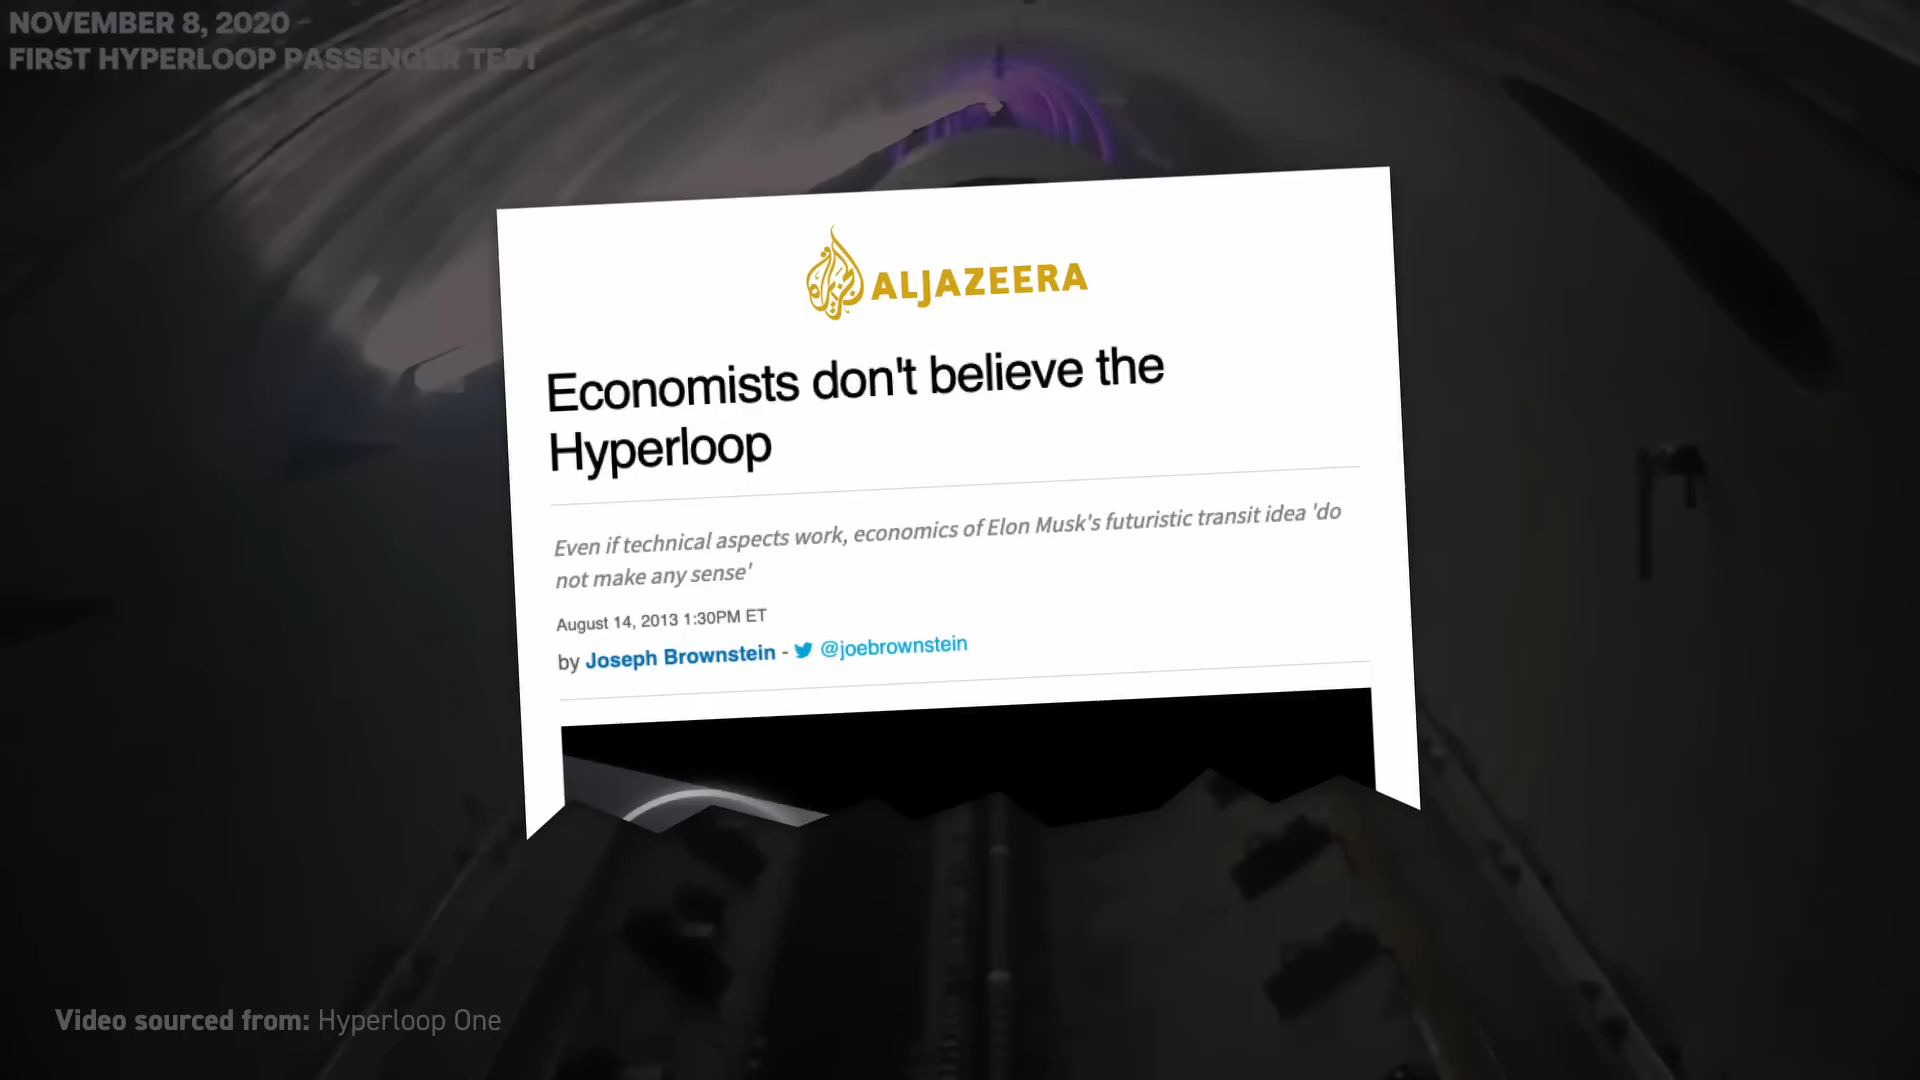 NOVEMBER 8, 2020
FIRST HYPERLOOP PASSENGER TEST
ALJAZEERA
Economists don't believe the
Hyperloop
Even if technical aspects work, economics of Elon Musk's futuristic transit idea 'do
not make any sense'
August 14, 2013 1:30PM ET
by Joseph Brownstein - @joebrownstein
Video sourced from: Hyperloop One